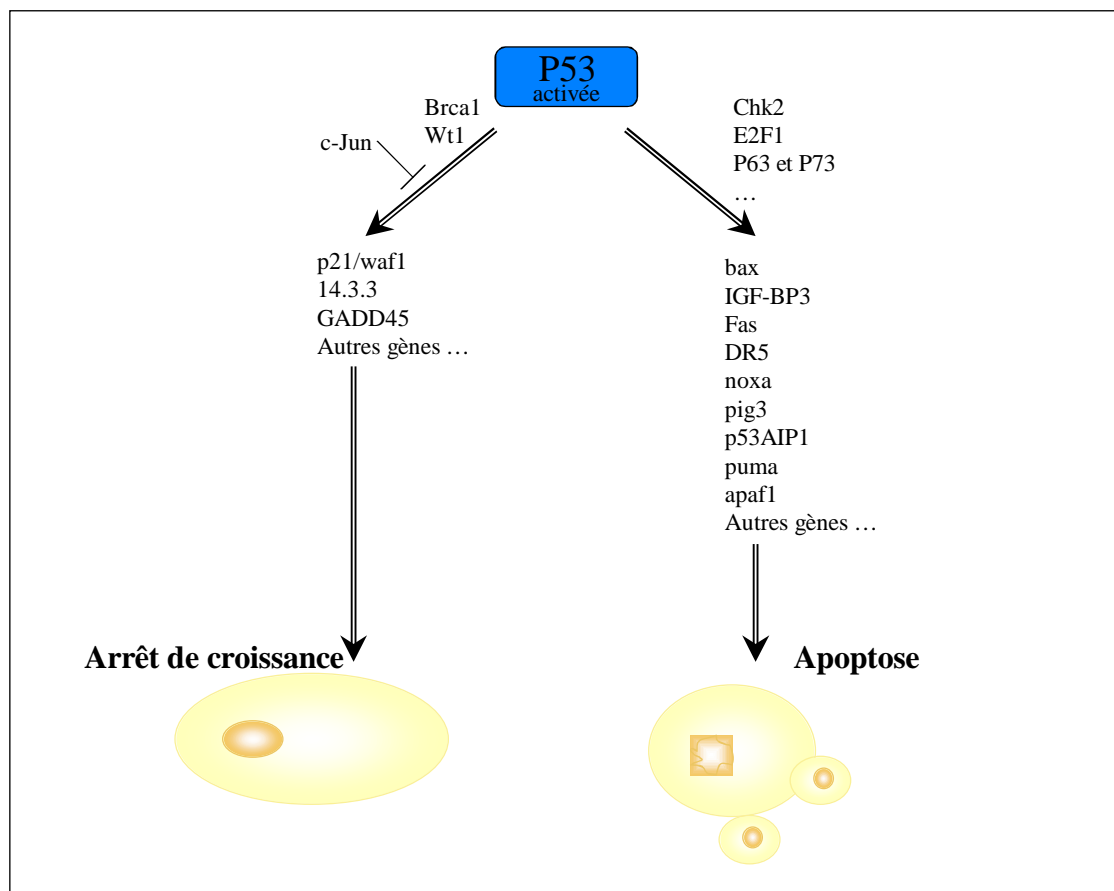 P53
activée
Brca1
Wt1
c-Jun
Chk2
E2F1
P63 et P73
…
p21/waf1
14.3.3
GADD45
Autres gènes …
bax
IGF-BP3
Fas
DR5
noxa
pig3
p53AIP1
puma
apaf1
Autres gènes …
Arrêt de croissance
Apoptose